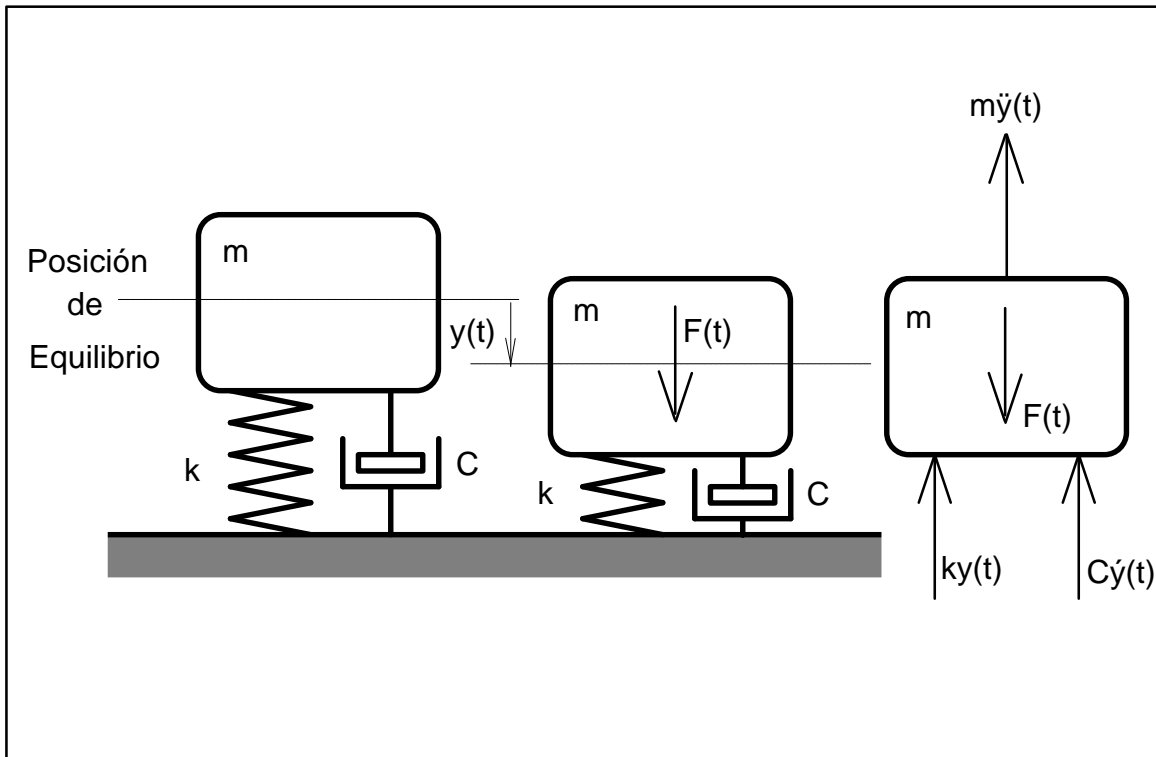 Posición
de
Equilibrio
m
k
C
y(t)
m
F(t)
k
C
mÿ(t)
m
F(t)
ky(t)
Cý(t)